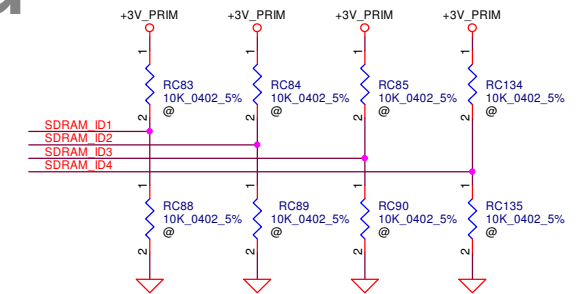 +3V_PRIM +3V_PRIM +3V_PRIM +3V_PRIM
1 1 1 1
RC83 RC84 RC85 RC134
10K_0402_5% 10K_0402_5% 10K_0402_5% 10K_0402_5%
@ @ @ @
2 2 2 2
SDRAM_ID1
SDRAM_ID2
SDRAM_ID3
SDRAM_ID4
1 1 1 1
RC88 RC89 RC90 RC135
10K_0402_5% 10K_0402_5% 10K_0402_5% 10K_0402_5%
@ @ @ @
2 2 2 2